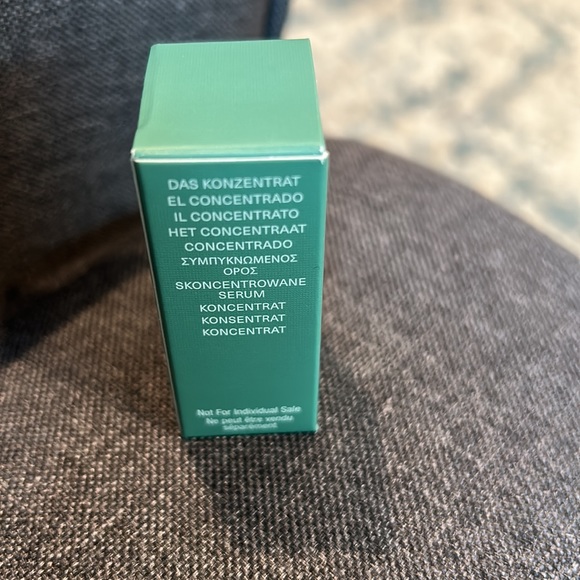 DAS KONZENTRAT
EL CONCENTRADO
IL CONCENTRATO
HET CONCENTRAAT
CONCENTRADO
ΣΥΜΠΥΚΝΩΜΕΝΟΣ
ΟΡΟΣ
SKONCENTROWANE
SERUM
KONCENTRAT
KONSENTRAT
KONCENTRAT
Not For Individual Sale
Ne peut être vendu
séparément